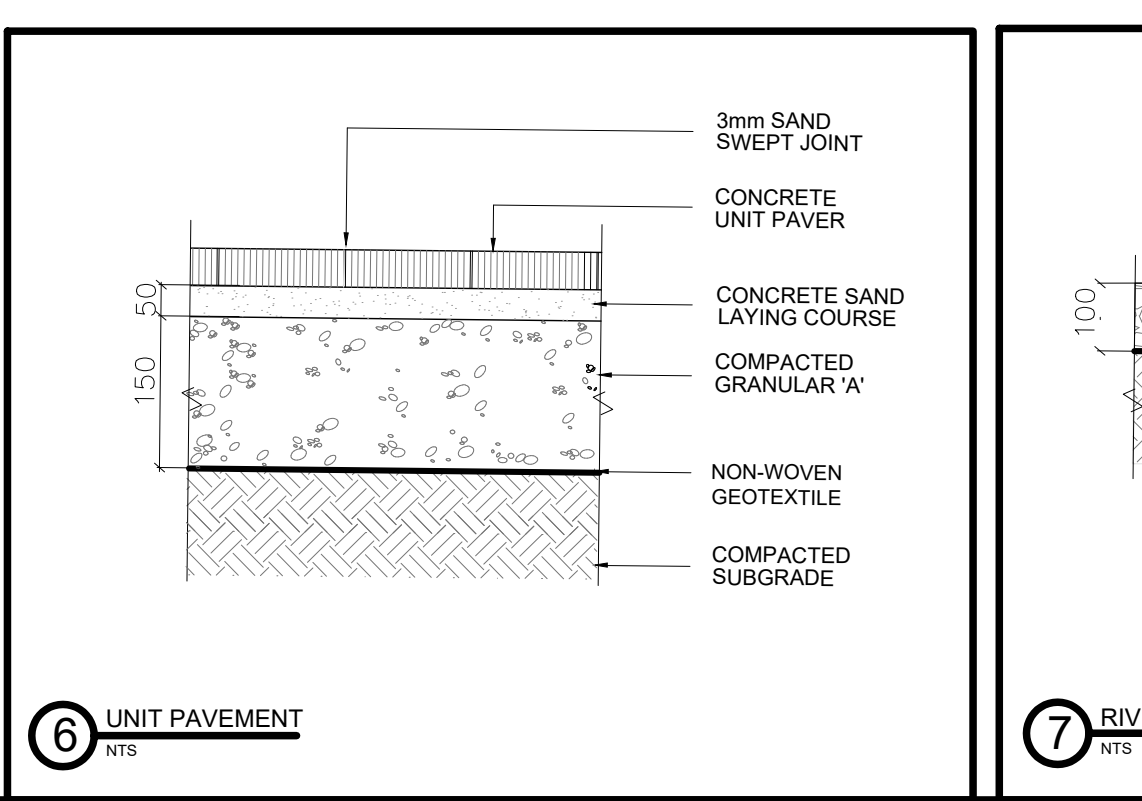 3mm SAND
SWEPT JOINT
CONCRETE
UNIT PAVER
50
CONCRETE SAND
LAYING COURSE
150
COMPACTED
GRANULAR 'A'
NON-WOVEN
GEOTEXTILE
COMPACTED
SUBGRADE
6
UNIT PAVEMENT
NTS
100
7
RIV
NTS